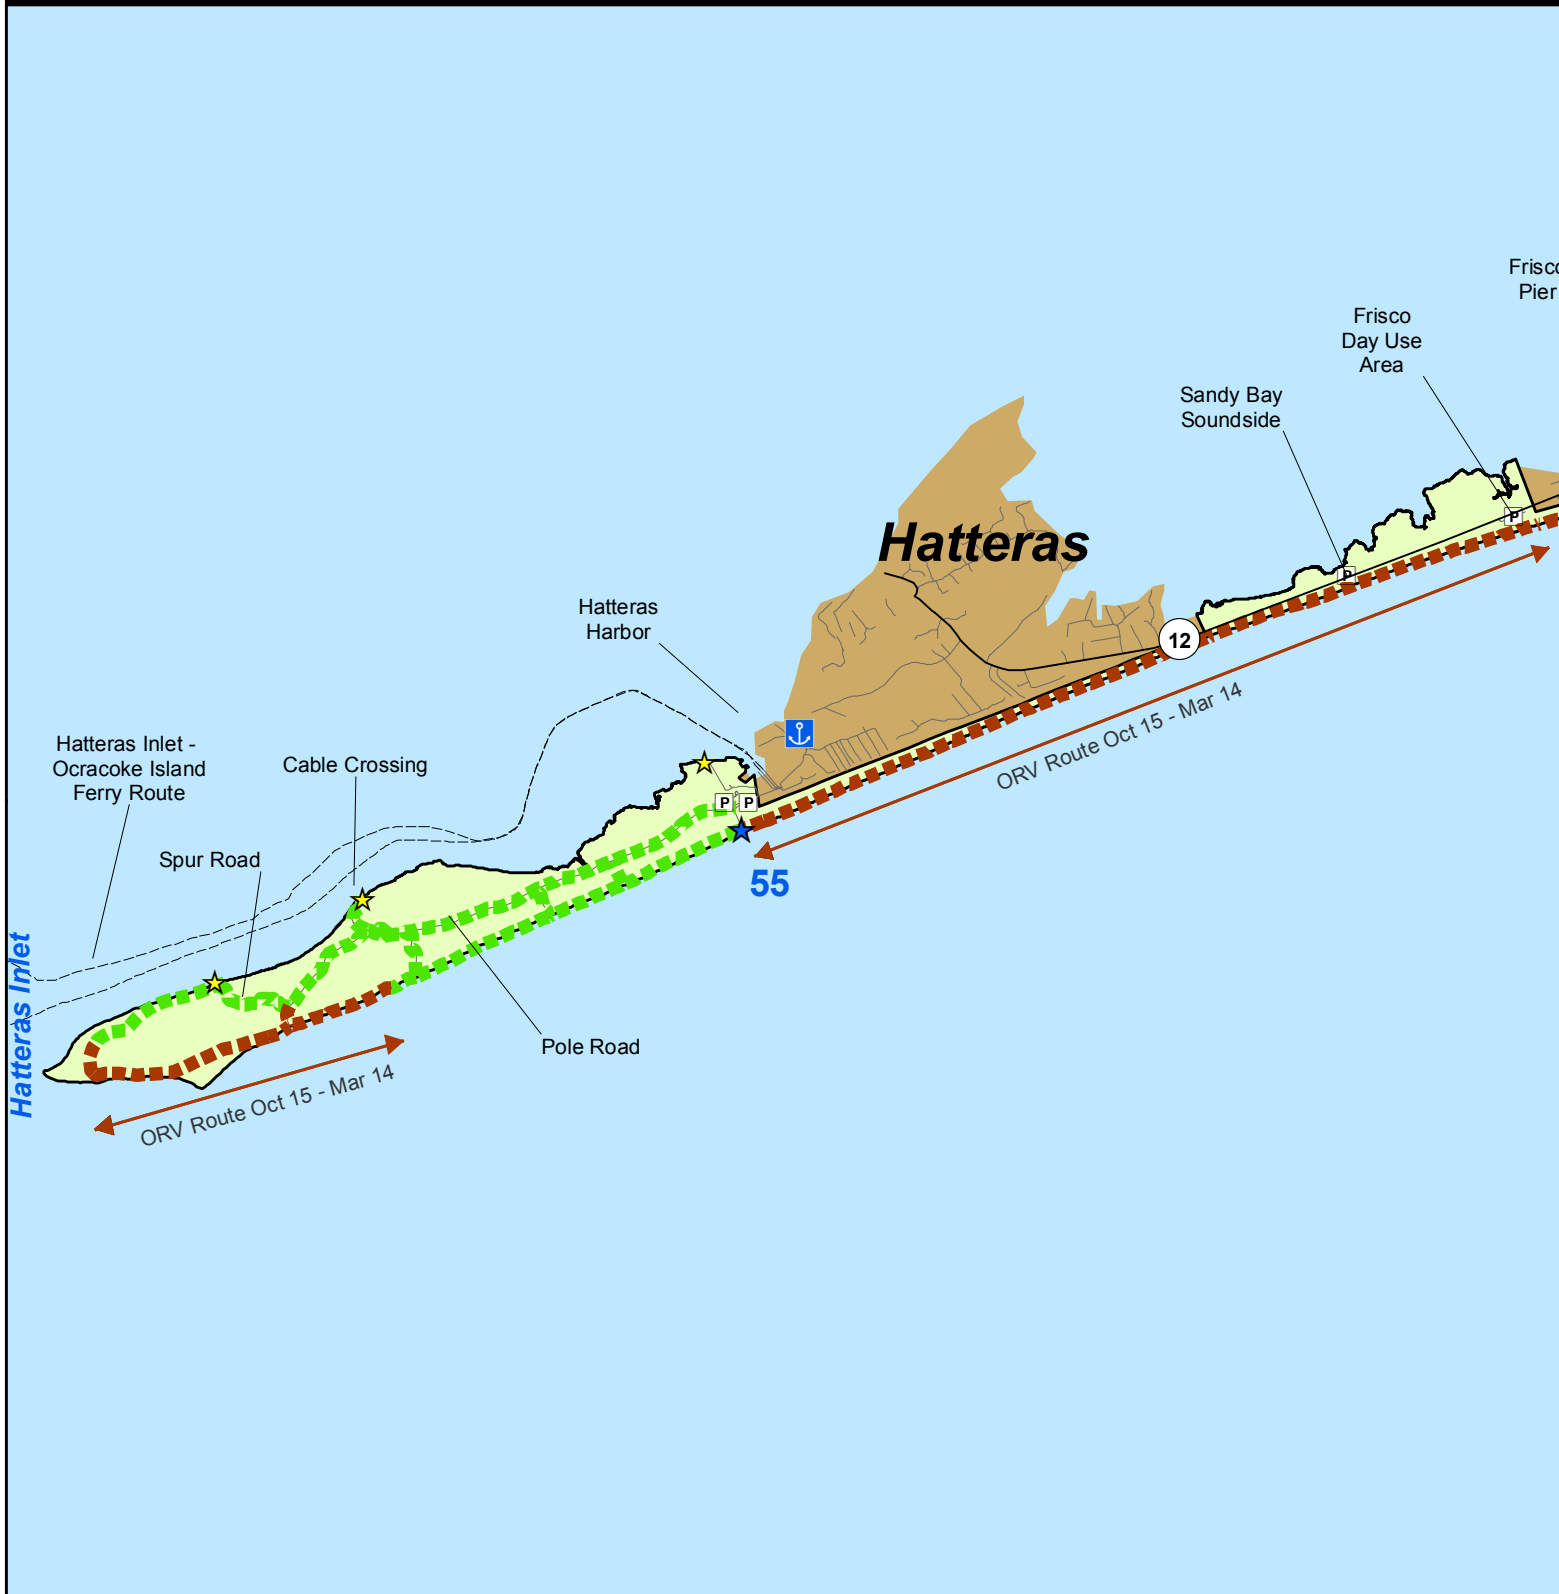 Frisco
Pier
Frisco
Day Use
Area
Sandy Bay
Soundside
Hatteras
P
P
Hatteras
Harbor
12
ORV Route Oct 15 - Mar 14
Hatteras Inlet -
Ocracoke Island
Ferry Route
Cable Crossing
P P
Spur Road
55
Hatteras Inlet
Pole Road
ORV Route Oct 15 - Mar 14